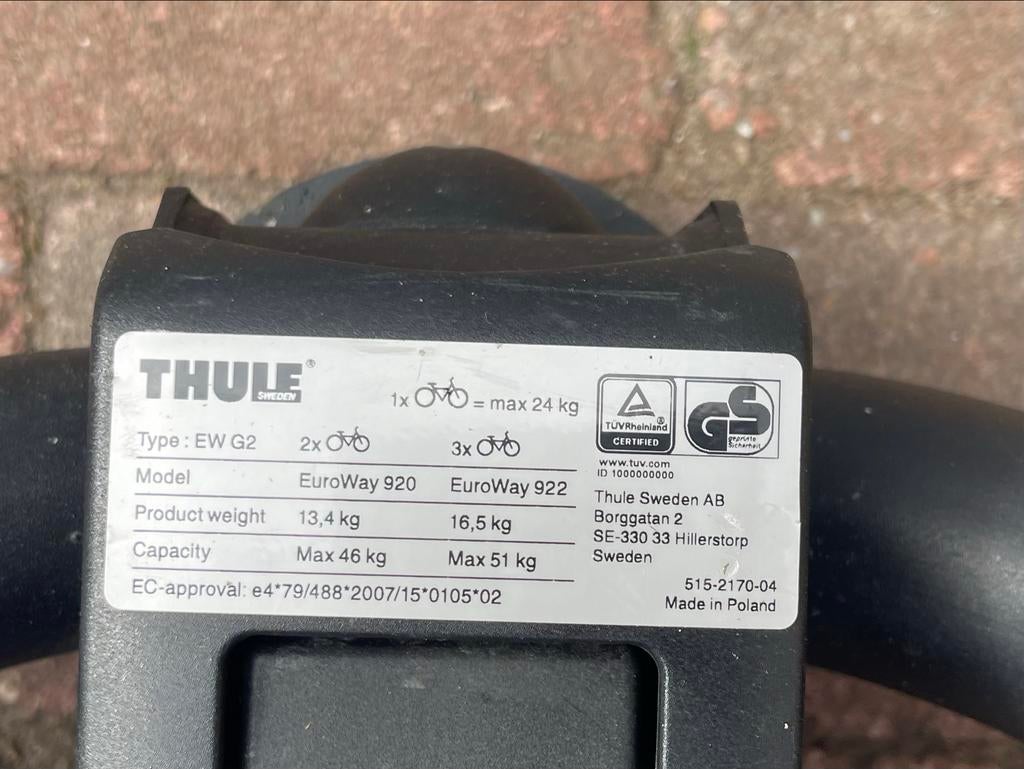 THULE®
SWEDEN
1x = max 24 kg
Type : EW G2 2x 3x
Model EuroWay 920 EuroWay 922
Product weight 13,4 kg 16,5 kg
Capacity Max 46 kg Max 51 kg
EC-approval: e4*79/488*2007/15*0105*02
TÜVRheinland®
CERTIFIED
GS
geprüfte
Sicherheit
www.tuv.com
ID 1000000000
Thule Sweden AB
Borggatan 2
SE-330 33 Hillerstorp
Sweden
515-2170-04
Made in Poland